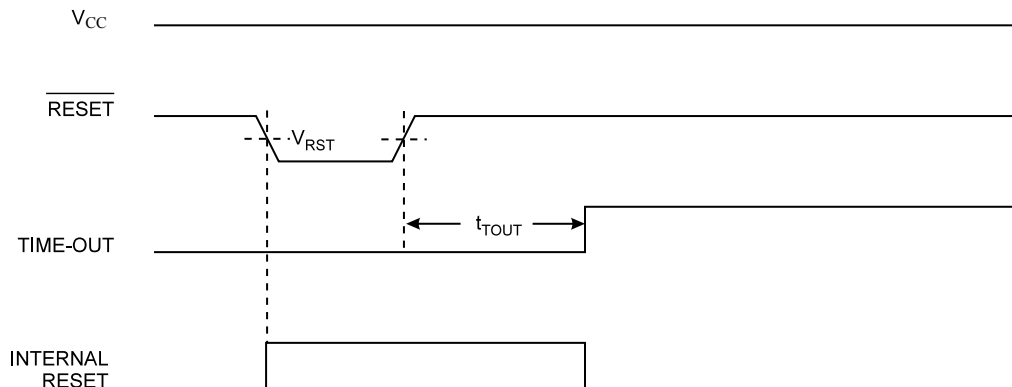 VCC
RESET
VRST
tTOUT
TIME-OUT
INTERNAL
RESET